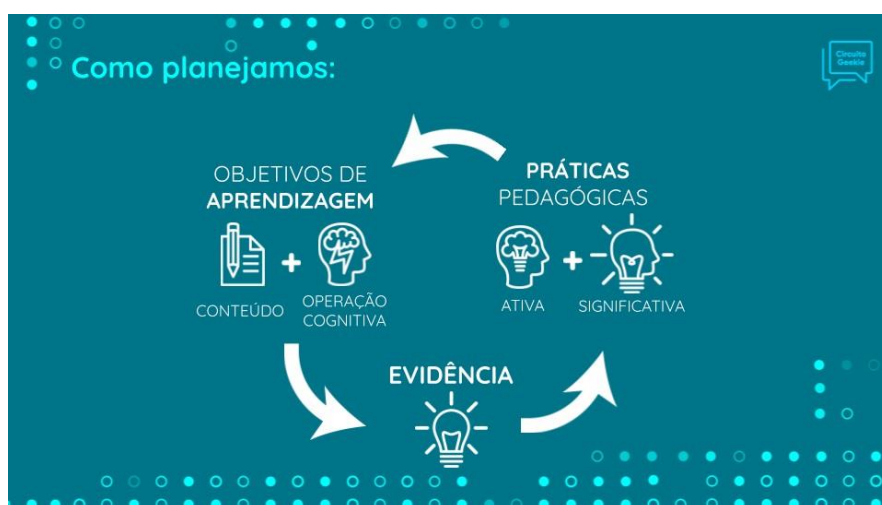 Como planejamos:
Circuito
Geekie
OBJETIVOS DE
APRENDIZAGEM
CONTEÚDO
+
OPERAÇÃO
COGNITIVA
PRÁTICAS
PEDAGÓGICAS
ATIVA
+
SIGNIFICATIVA
EVIDÊNCIA